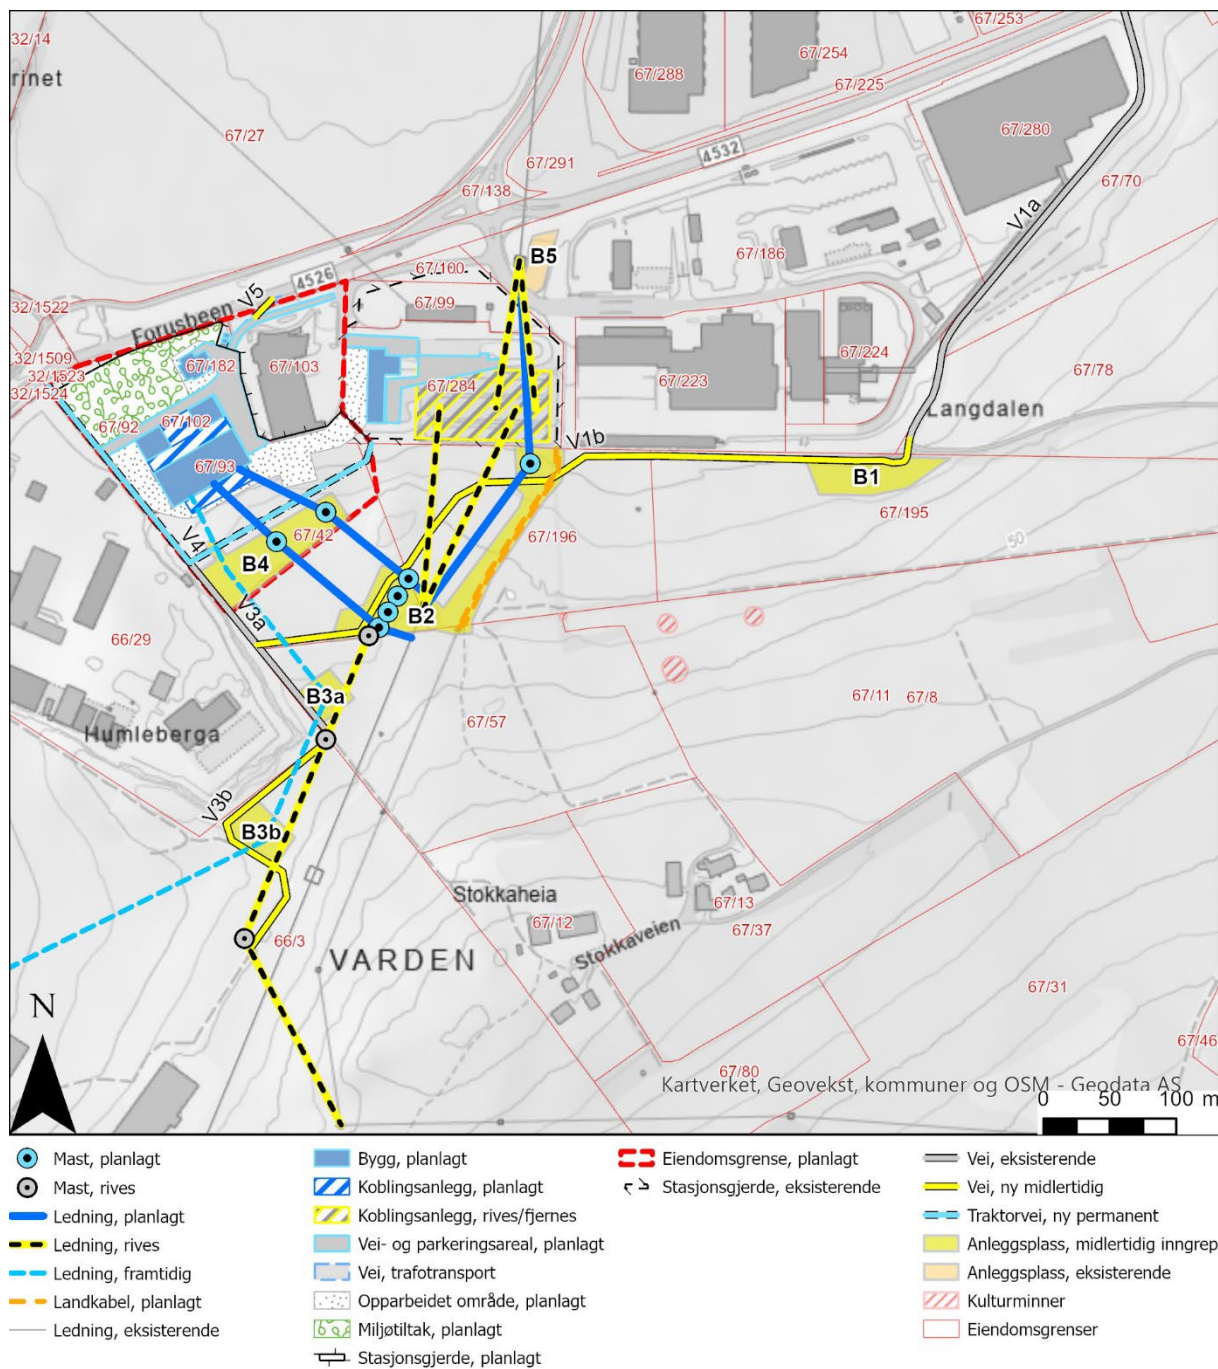 67/253
32/14
67/254
67/288
rinet
67/225
67/27
67/280
4532
67/291
67/138
67/70
V1a
67/186
B5
67/100
4526
V5
67/99
32/1522
Forusbeen
67/224
32/1509
67/182
67/103
67/223
67/78
32/1523
32/1524
67/284
Langdalen
67/92
67/102
V1b
67/93
B1
67/195
67/42
67/196
50
V4
B4
B2
V3a
66/29
B3a
67/11
67/8
67/57
Humleberga
V3b
B3b
Stokkaheia
67/13
67/12
67/37
Stokkaveien
66/3
VARDEN
67/31
N
67/46
67/80
Kartverket, Geovekst, kommuner og OSM - Geodata AS
0 50 100 m
Mast, planlagt
Mast, rives
Ledning, planlagt
Ledning, rives
Ledning, framtidig
Landkabel, planlagt
Ledning, eksisterende
Bygg, planlagt
Koblingsanlegg, planlagt
Koblingsanlegg, rives/fjernes
Vei- og parkeringsareal, planlagt
Vei, trafotransport
Opparbeidet område, planlagt
Miljøtiltak, planlagt
Stasjonsgjerde, planlagt
Eiendomsgrense, planlagt
Stasjonsgjerde, eksisterende
Vei, eksisterende
Vei, ny midlertidig
Traktorvei, ny permanent
Anleggsplass, midlertidig inngrep
Anleggsplass, eksisterende
Kulturminner
Eiendomsgrenser